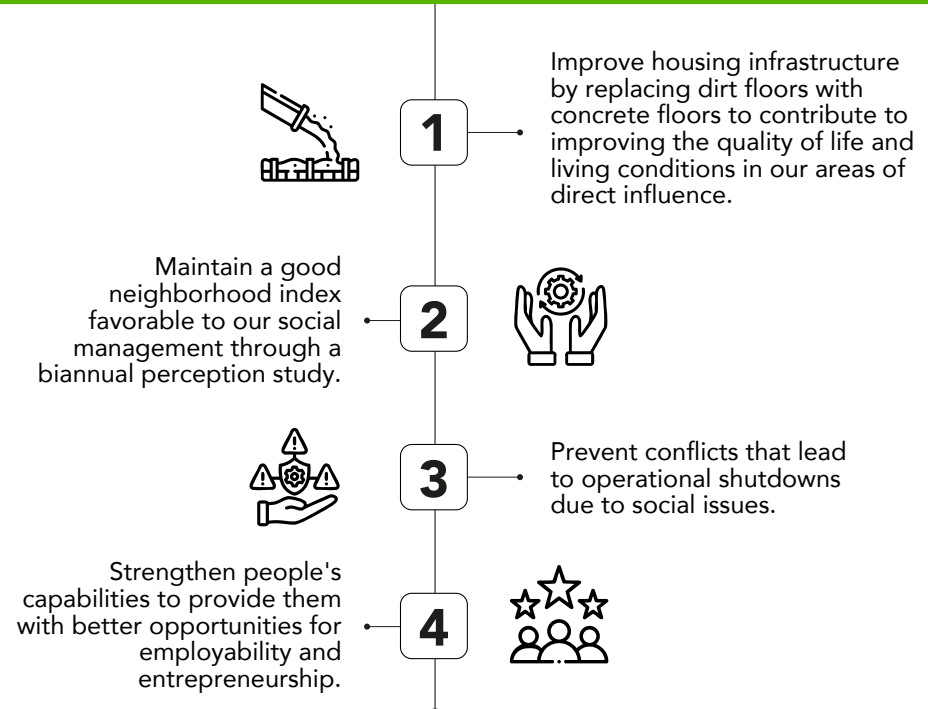 1
Improve housing infrastructure
by replacing dirt floors with
concrete floors to contribute to
improving the quality of life and
living conditions in our areas of
direct influence.
Maintain a good
neighborhood index
favorable to our social
management through a
biannual perception study.
2
3
Prevent conflicts that lead
to operational shutdowns
due to social issues.
Strengthen people's
capabilities to provide them
with better opportunities for
employability and
entrepreneurship.
4